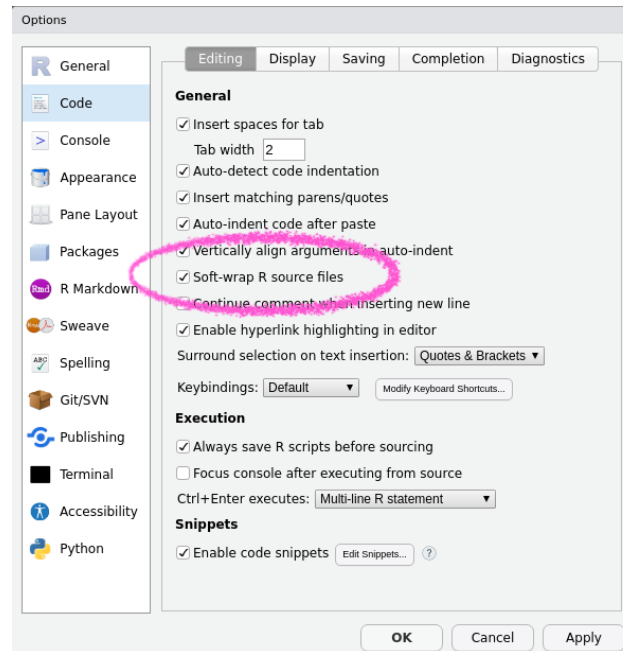 Options
General
Code
Console
Appearance
Pane Layout
Packages
R Markdown
Sweave
Spelling
Git/SVN
Publishing
Terminal
Accessibility
Python
Editing Display Saving Completion Diagnostics
General
Insert spaces for tab
Tab width 2
Auto-detect code indentation
Insert matching parens/quotes
Auto-indent code after paste
Vertically align arguments in auto-indent
Soft-wrap R source files
Continue comment when inserting new line
Enable hyperlink highlighting in editor
Surround selection on text insertion: Quotes & Brackets
Keybindings: Default Modify Keyboard Shortcuts...
Execution
Always save R scripts before sourcing
Focus console after executing from source
Ctrl+Enter executes: Multi-line R statement
Snippets
Enable code snippets Edit Snippets... ?
OK Cancel Apply